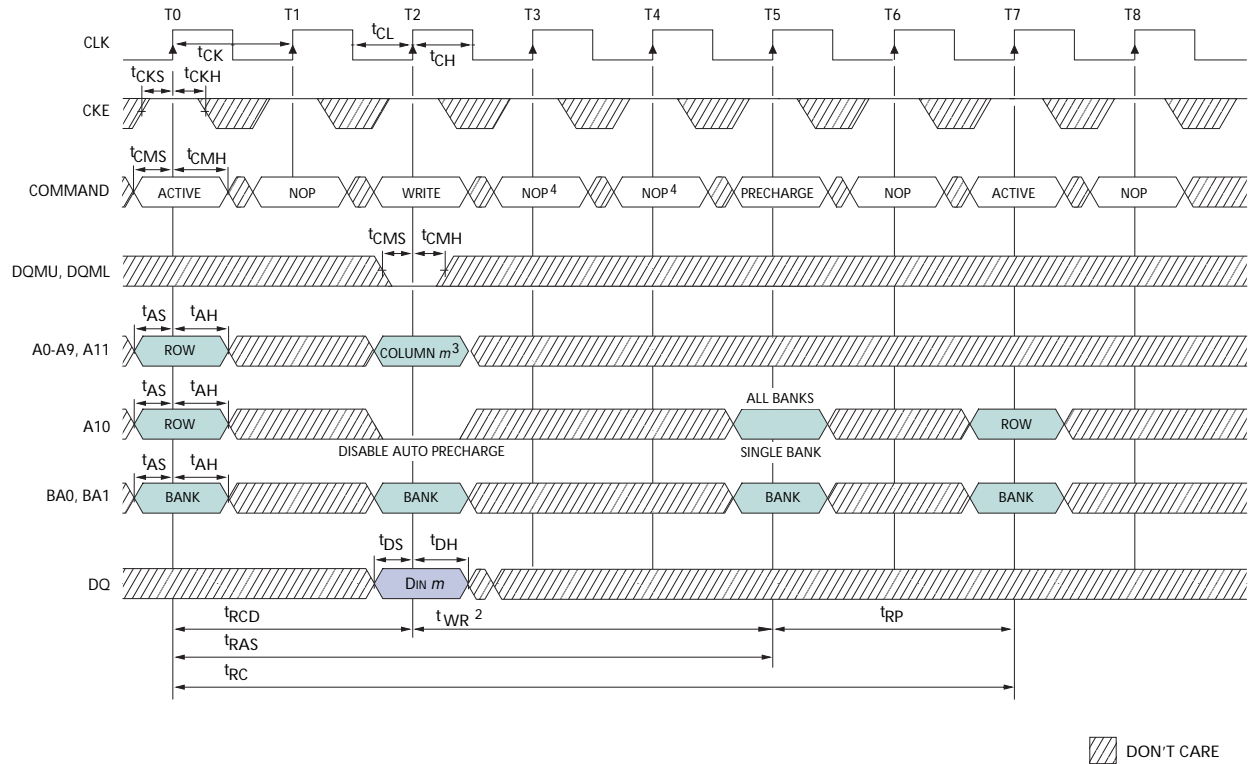 T0 T1 T2 T3 T4 T5 T6 T7 T8
CLK
tCK tCL tCH
tCKS tCKH
CKE
tCMS tCMH
COMMAND ACTIVE NOP WRITE NOP4 NOP4 PRECHARGE NOP ACTIVE NOP
tCMS tCMH
DQMU, DQML
tAS tAH
A0-A9, A11 ROW COLUMN m3
tAS tAH
ALL BANKS
A10 ROW ROW
DISABLE AUTO PRECHARGE SINGLE BANK
tAS tAH
BA0, BA1 BANK BANK BANK BANK
tDS tDH
DQ DIN m
tRCD tWR 2 tRP
tRAS
tRC
DON'T CARE